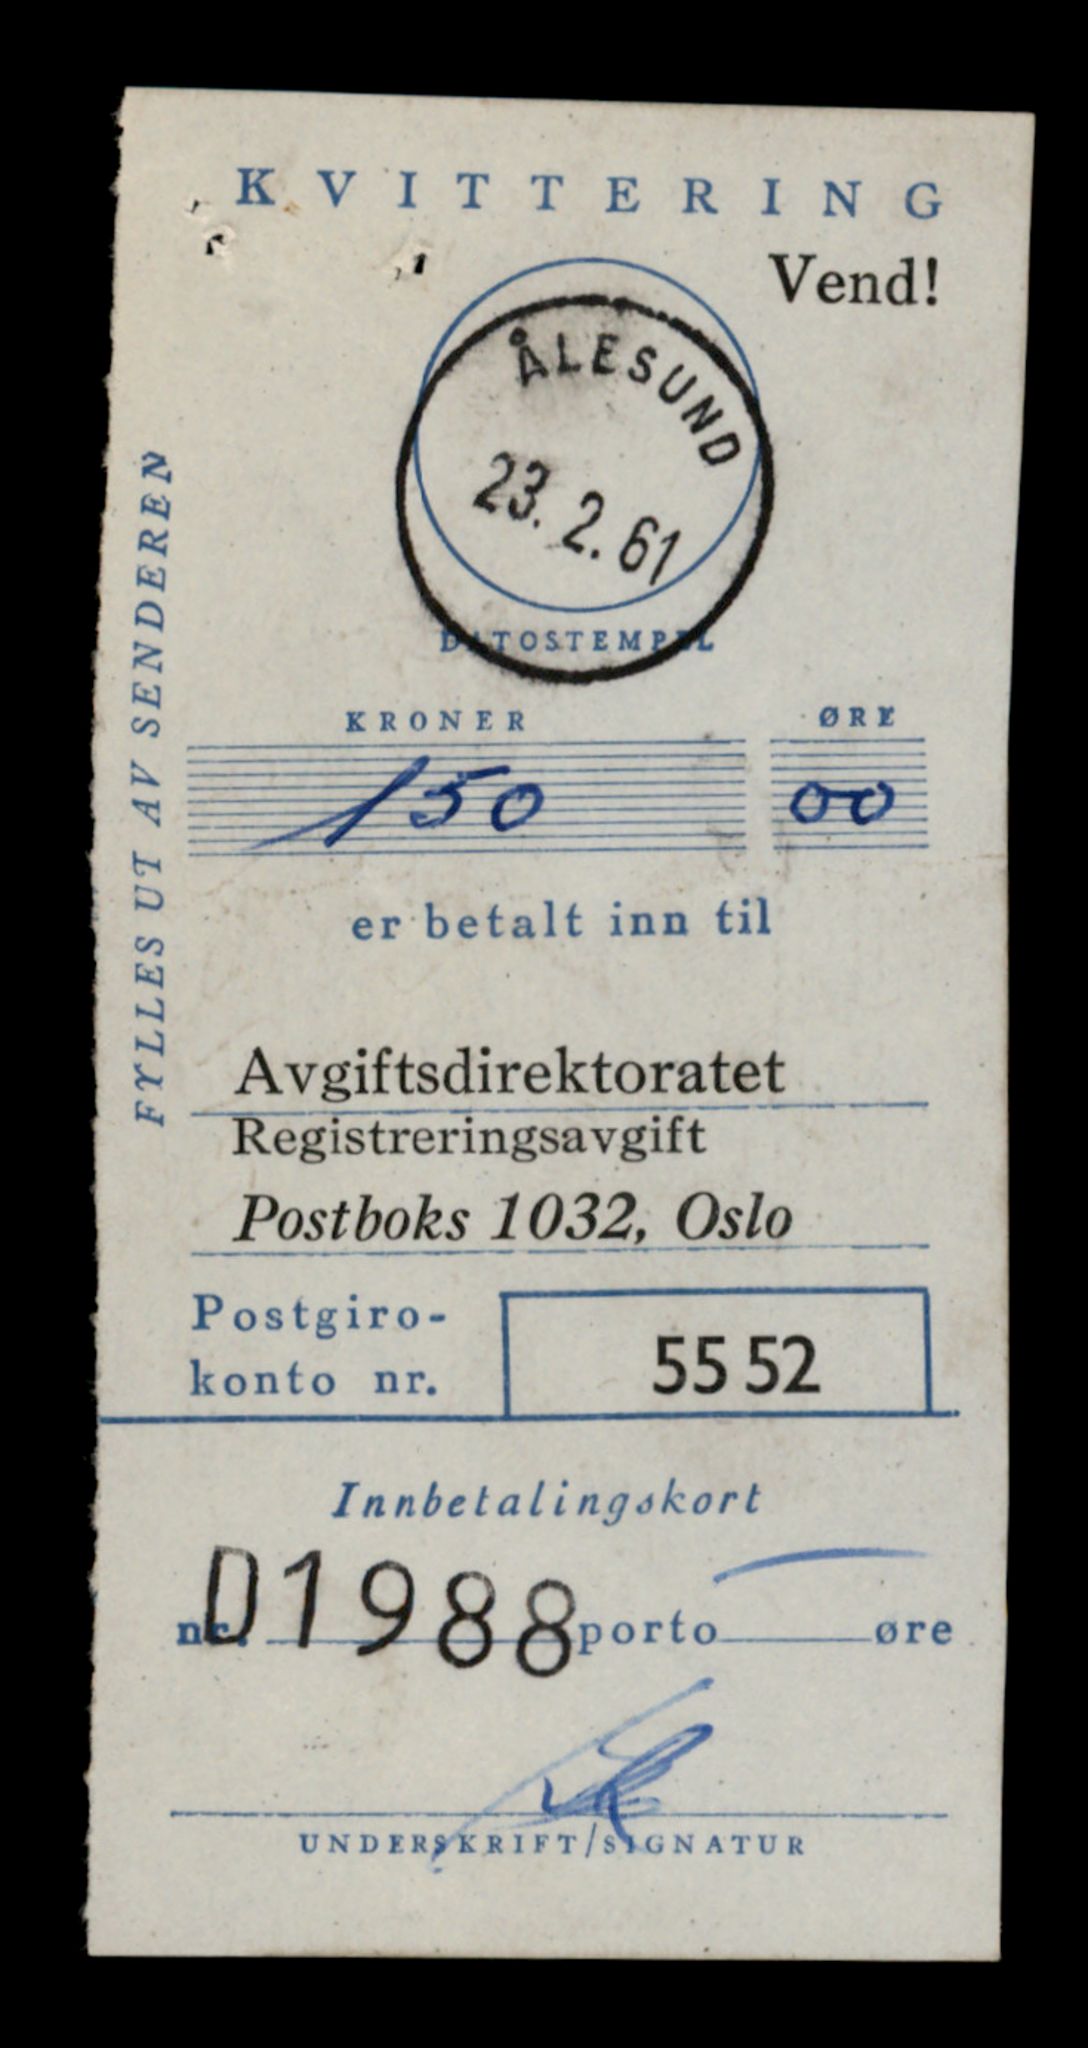 KVITTERING
Vend!
ÅLESUND
23.2.61
DATOSTEMPEL
FYLLES UT AV SENDEREN
KRONER ØRE
150 00
er betalt inn til
Avgiftsdirektoratet
Registreringsavgift
Postboks 1032, Oslo
Postgiro-
konto nr. 55 52
Innbetalingskort
nr. D1988 porto øre
UNDERSKRIFT/SIGNATUR